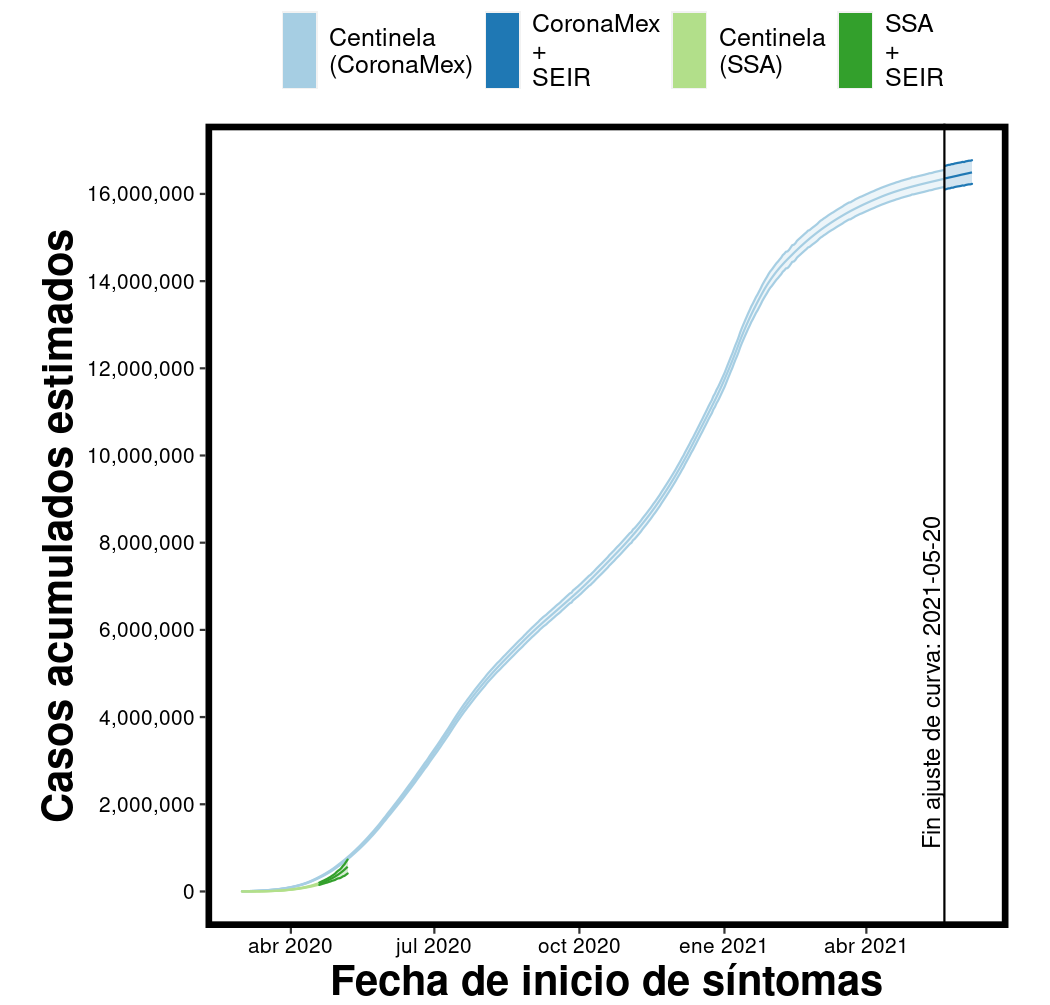 Centinela
(CoronaMex)
CoronaMex
+
SEIR
Centinela
(SSA)
SSA
+
SEIR
Casos acumulados estimados
16,000,000
14,000,000
12,000,000
10,000,000
8,000,000
6,000,000
4,000,000
2,000,000
0
Fin ajuste de curva: 2021-05-20
abr 2020
jul 2020
oct 2020
ene 2021
abr 2021
Fecha de inicio de síntomas